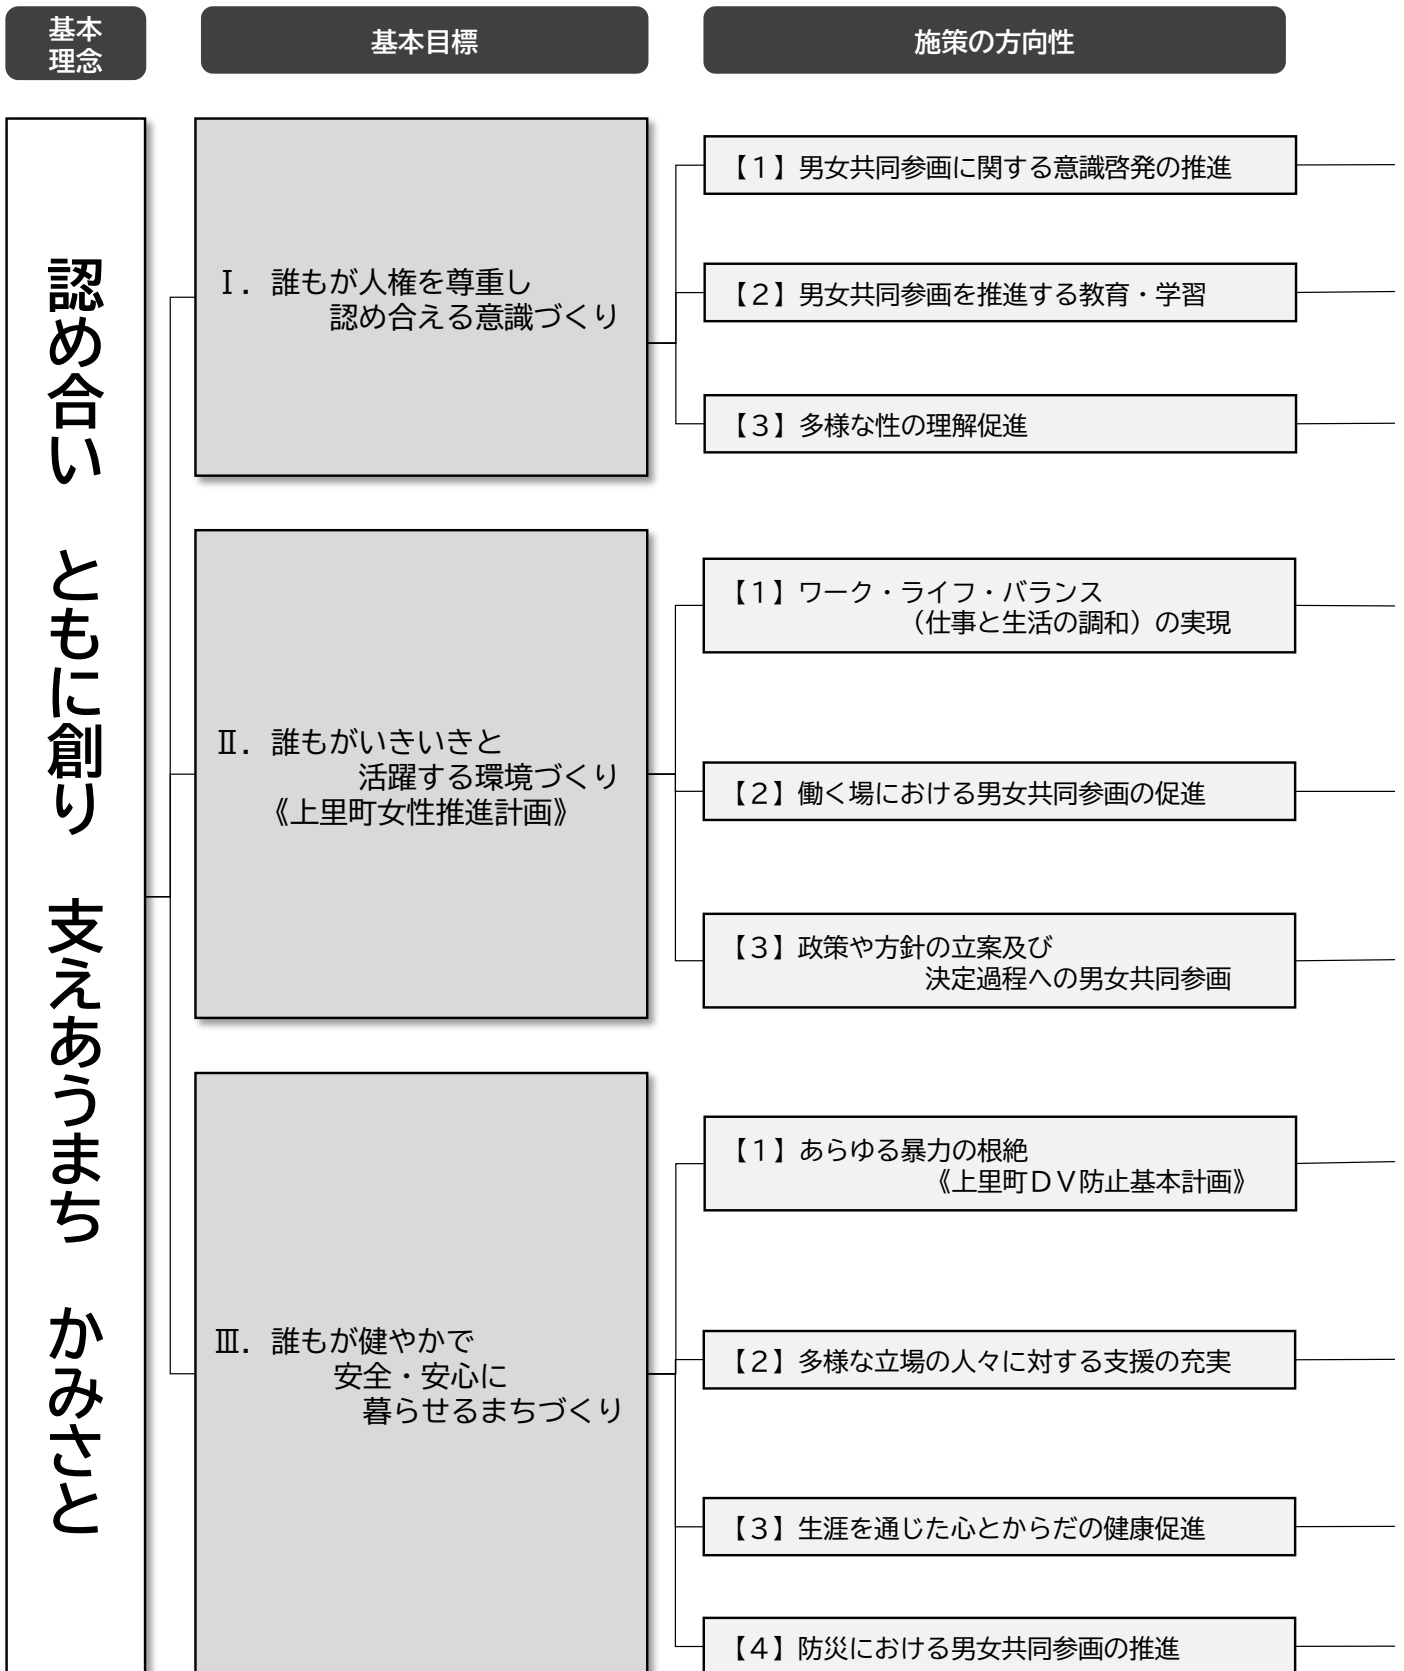 基本
理念
基本目標
施策の方向性
認め合い　ともに創り　支えあうまち　かみさと
Ⅰ．誰もが人権を尊重し
認め合える意識づくり
【１】男女共同参画に関する意識啓発の推進
【２】男女共同参画を推進する教育・学習
【３】多様な性の理解促進
Ⅱ．誰もがいきいきと
活躍する環境づくり
《上里町女性推進計画》
【１】ワーク・ライフ・バランス
（仕事と生活の調和）の実現
【２】働く場における男女共同参画の促進
【３】政策や方針の立案及び
決定過程への男女共同参画
Ⅲ．誰もが健やかで
安全・安心に
暮らせるまちづくり
【１】あらゆる暴力の根絶
《上里町ＤＶ防止基本計画》
【２】多様な立場の人々に対する支援の充実
【３】生涯を通じた心とからだの健康促進
【４】防災における男女共同参画の推進